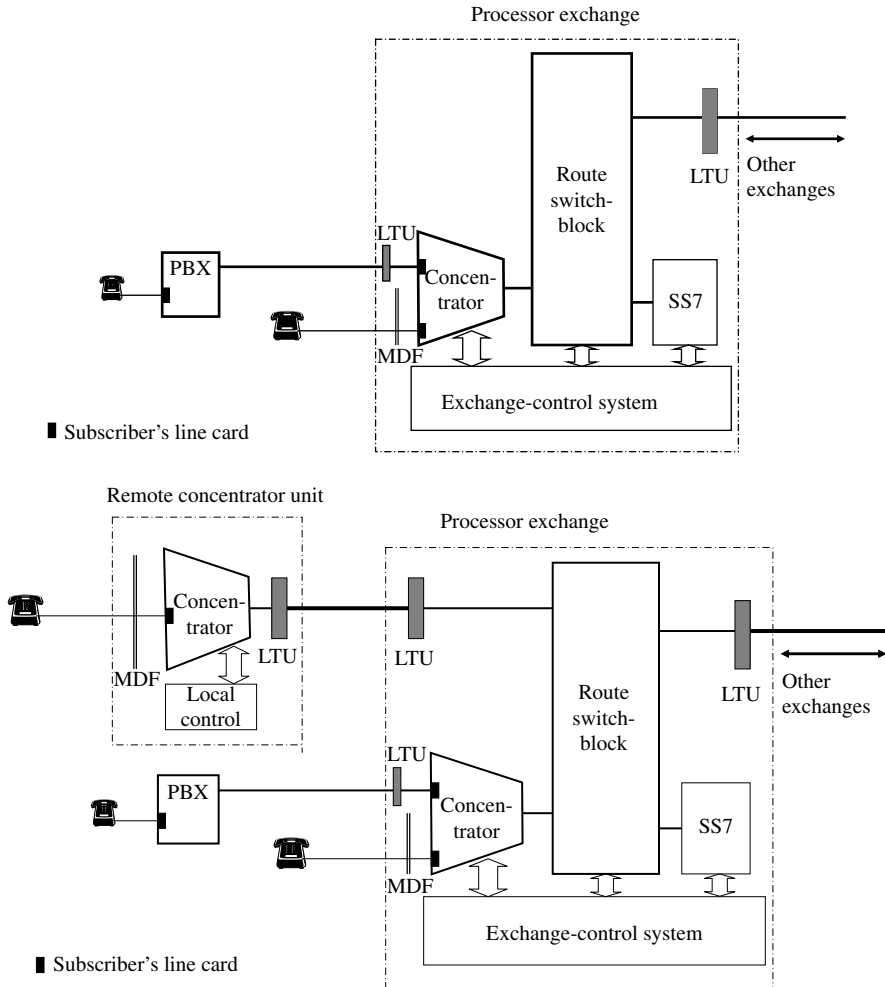 Processor exchange
Route
switch-
block
LTU
Other
exchanges
LTU
PBX
Concen-
trator
SS7
MDF
Exchange-control system
Subscriber's line card
Remote concentrator unit
Processor exchange
Concen-
trator
LTU
LTU
MDF
Local
control
Route
switch-
block
LTU
Other
exchanges
LTU
PBX
Concen-
trator
SS7
MDF
Exchange-control system
Subscriber's line card